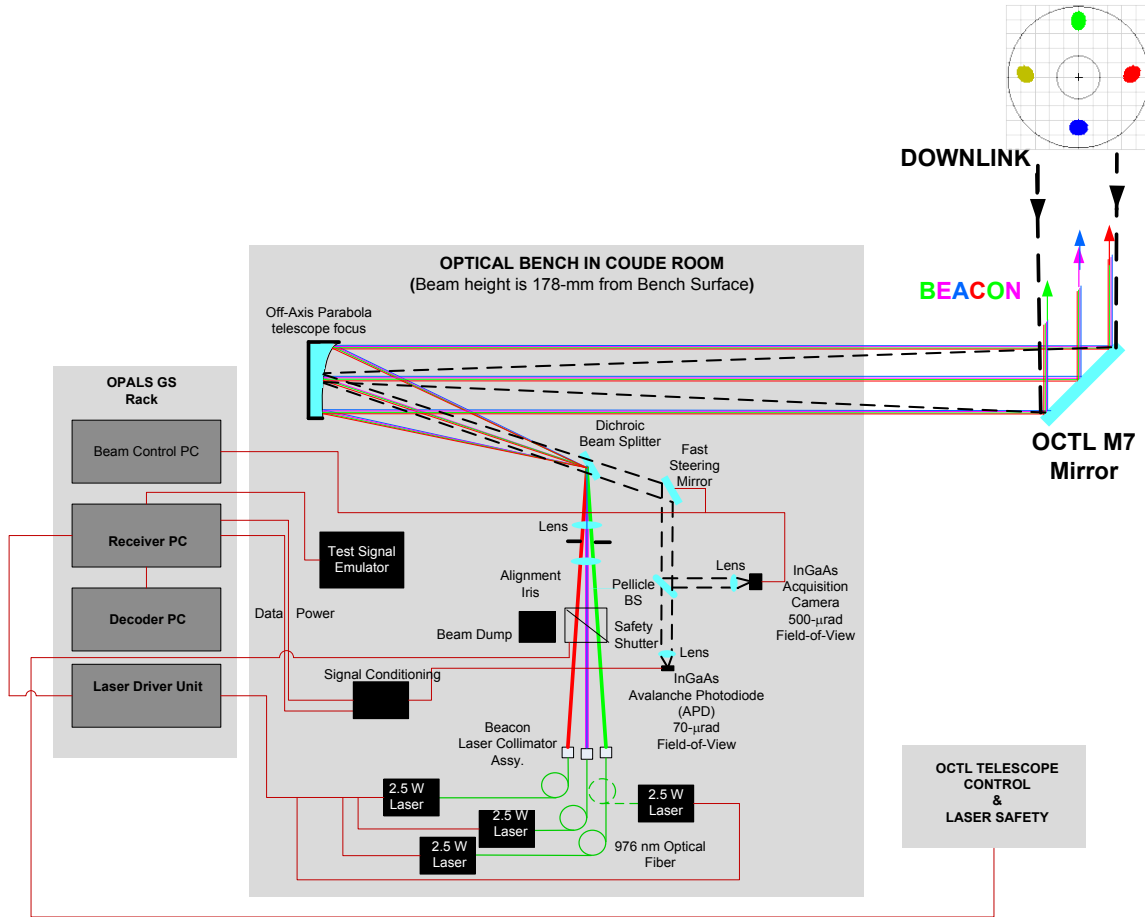 DOWNLINK
BEACON
OPTICAL BENCH IN COUDE ROOM
(Beam height is 178-mm from Bench Surface)
Off-Axis Parabola
telescope focus
OCTL M7
Mirror
OPALS GS
Rack
Beam Control PC
Receiver PC
Decoder PC
Laser Driver Unit
Dichroic
Beam Splitter
Fast
Steering
Mirror
Lens
Test Signal
Emulator
Alignment
Iris
Pellicle
BS
Lens
InGaAs
Acquisition
Camera
500-μrad
Field-of-View
Data
Power
Beam Dump
Safety
Shutter
Lens
Signal Conditioning
InGaAs
Avalanche Photodiode
(APD)
70-μrad
Field-of-View
Beacon
Laser Collimator
Assy.
2.5 W
Laser
2.5 W
Laser
2.5 W
Laser
2.5 W
Laser
976 nm Optical
Fiber
OCTL TELESCOPE
CONTROL
&
LASER SAFETY